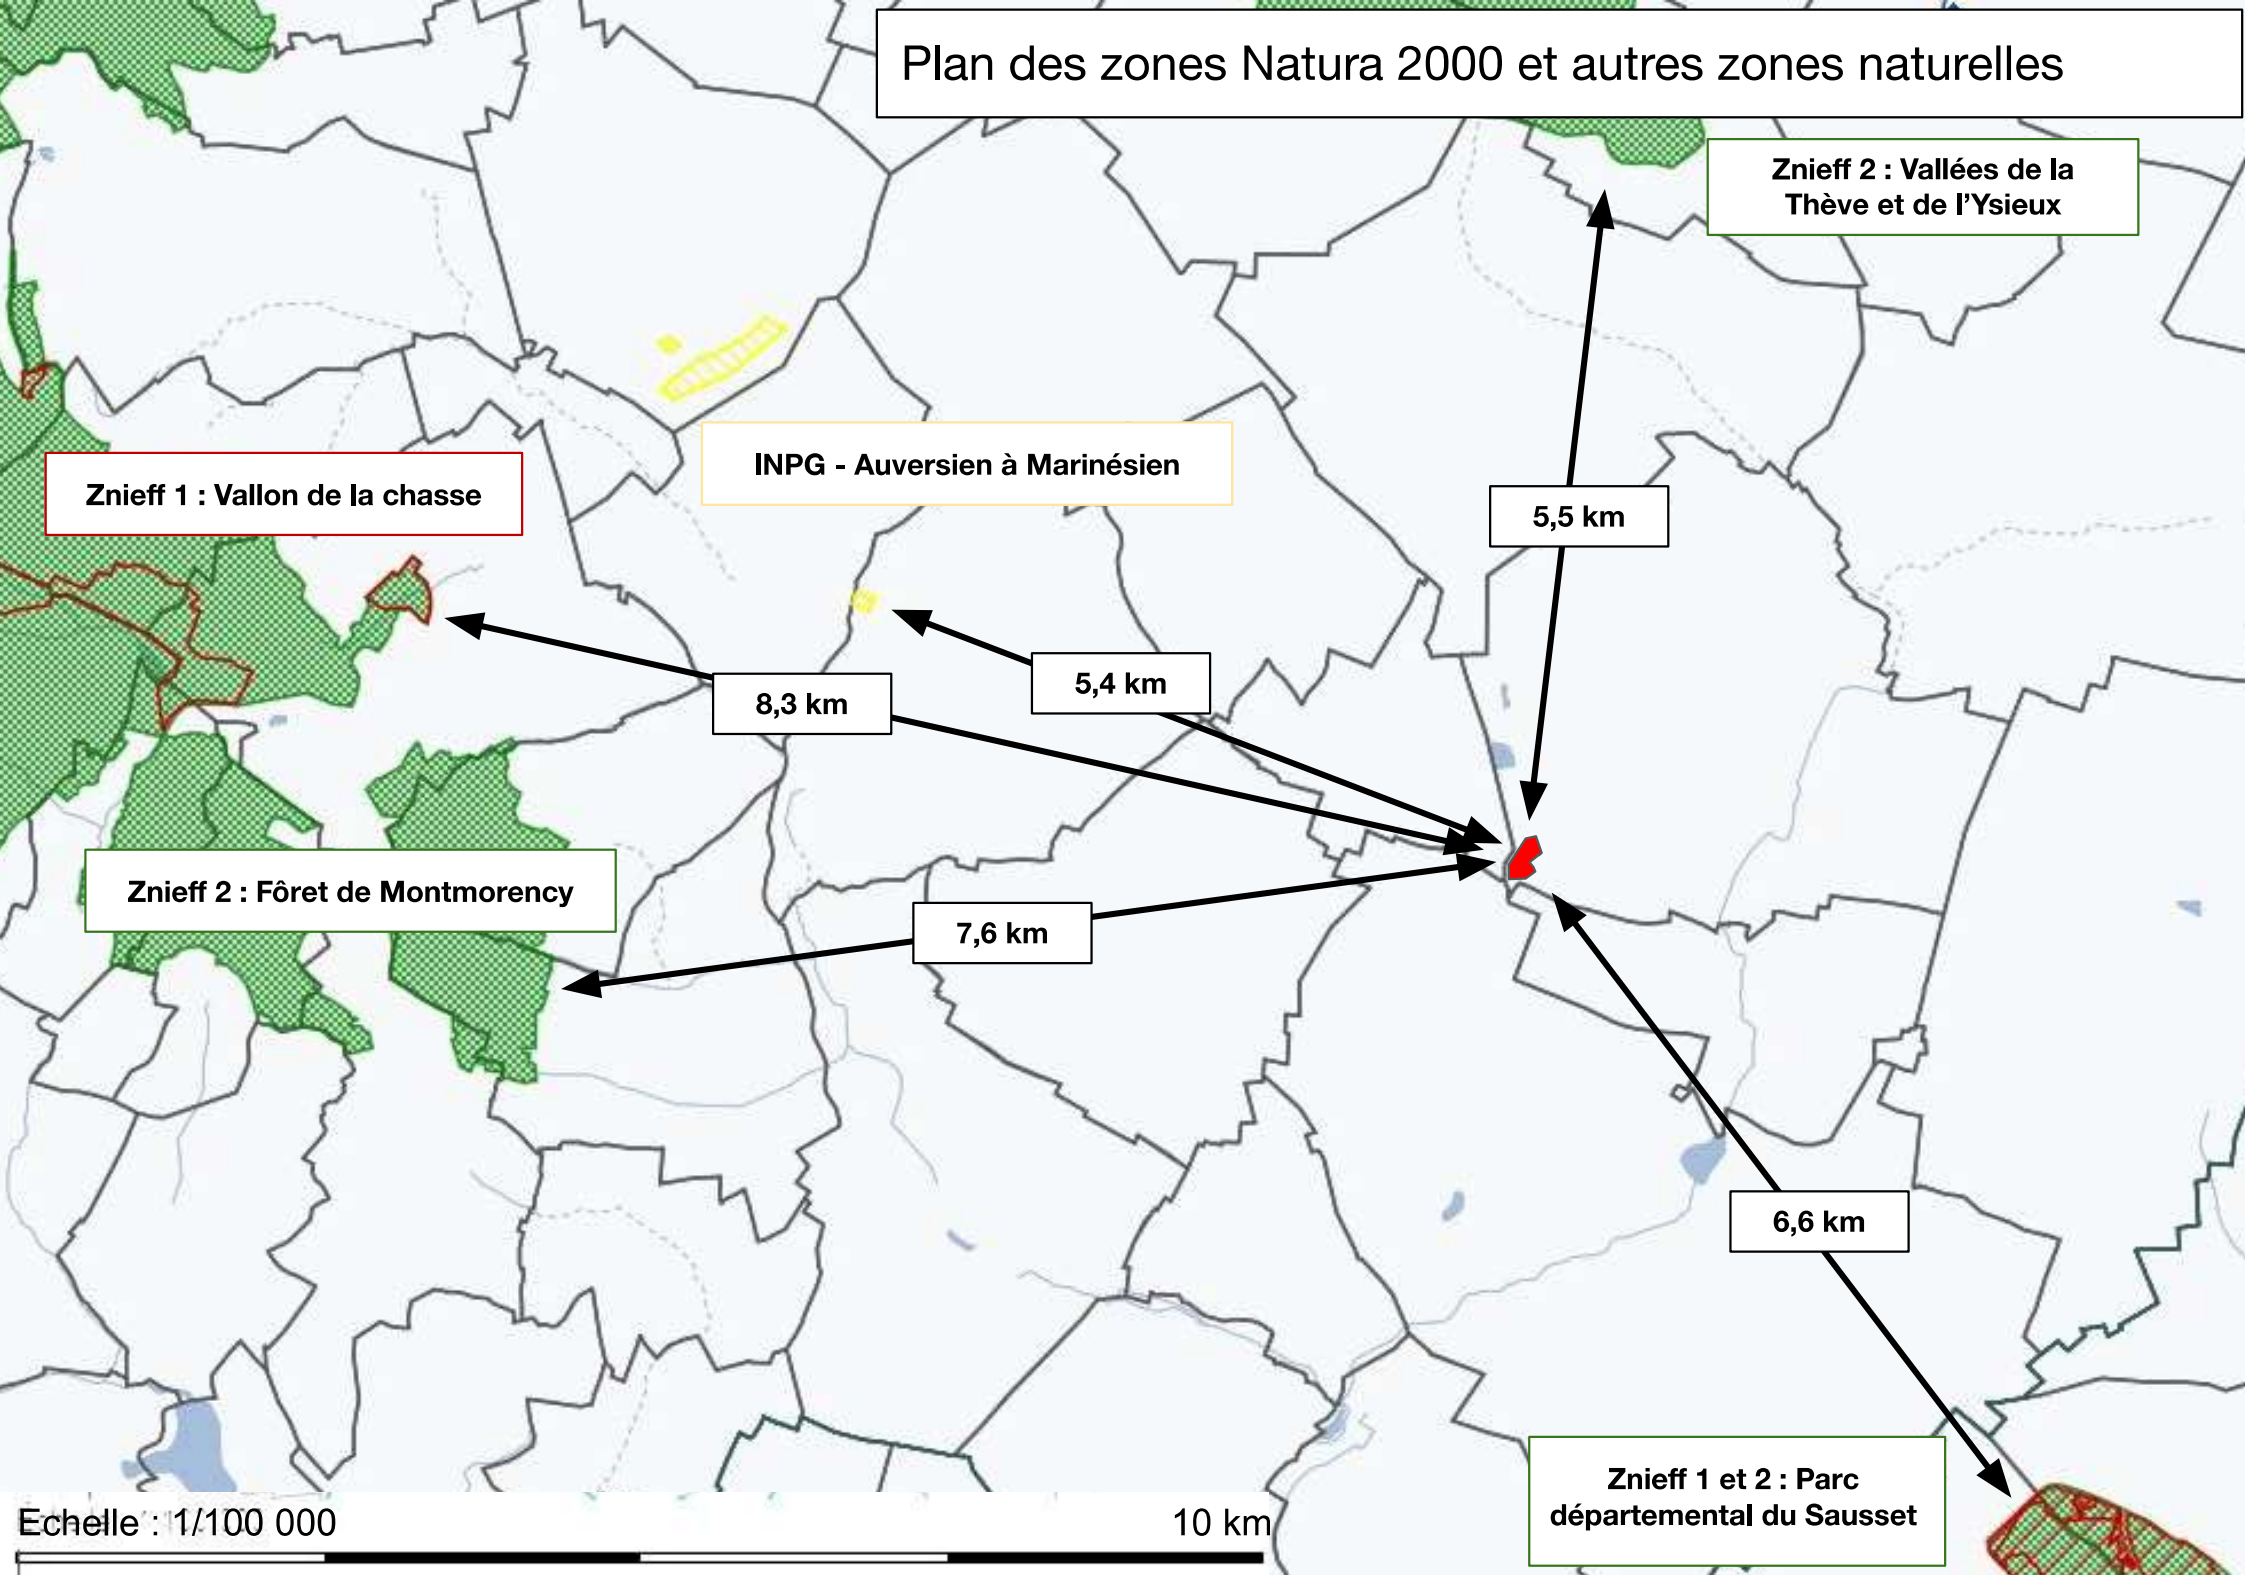 Plan des zones Natura 2000 et autres zones naturelles
Znieff 2 : Vallées de la
Thève et de l'Ysieux
INPG - Auversien à Marinésien
Znieff 1 : Vallon de la chasse
5,5 km
5,4 km
8,3 km
Znieff 2 : Fôret de Montmorency
7,6 km
6,6 km
Znieff 1 et 2 : Parc
départemental du Sausset
Echelle : 1/100 000
10 km